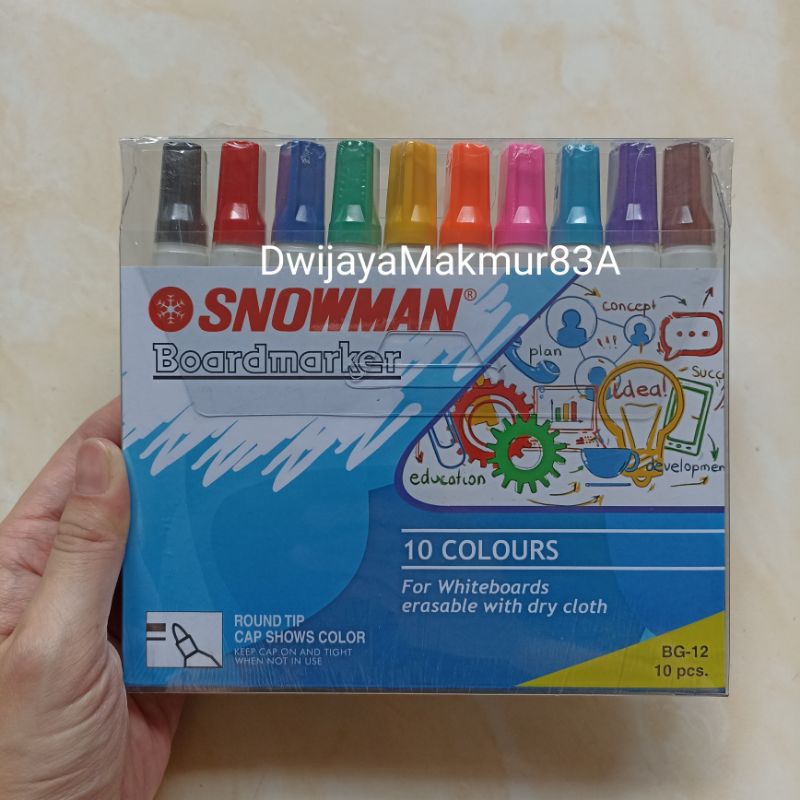 DwijayaMakmur83A
SNOWMAN®
Boardmarker
concept
plan
Succ
idea!
education
developmen
10 COLOURS
For Whiteboards
erasable with dry cloth
ROUND TIP
CAP SHOWS COLOR
KEEP CAP ON AND TIGHT
WHEN NOT IN USE
BG-12
10 pcs.